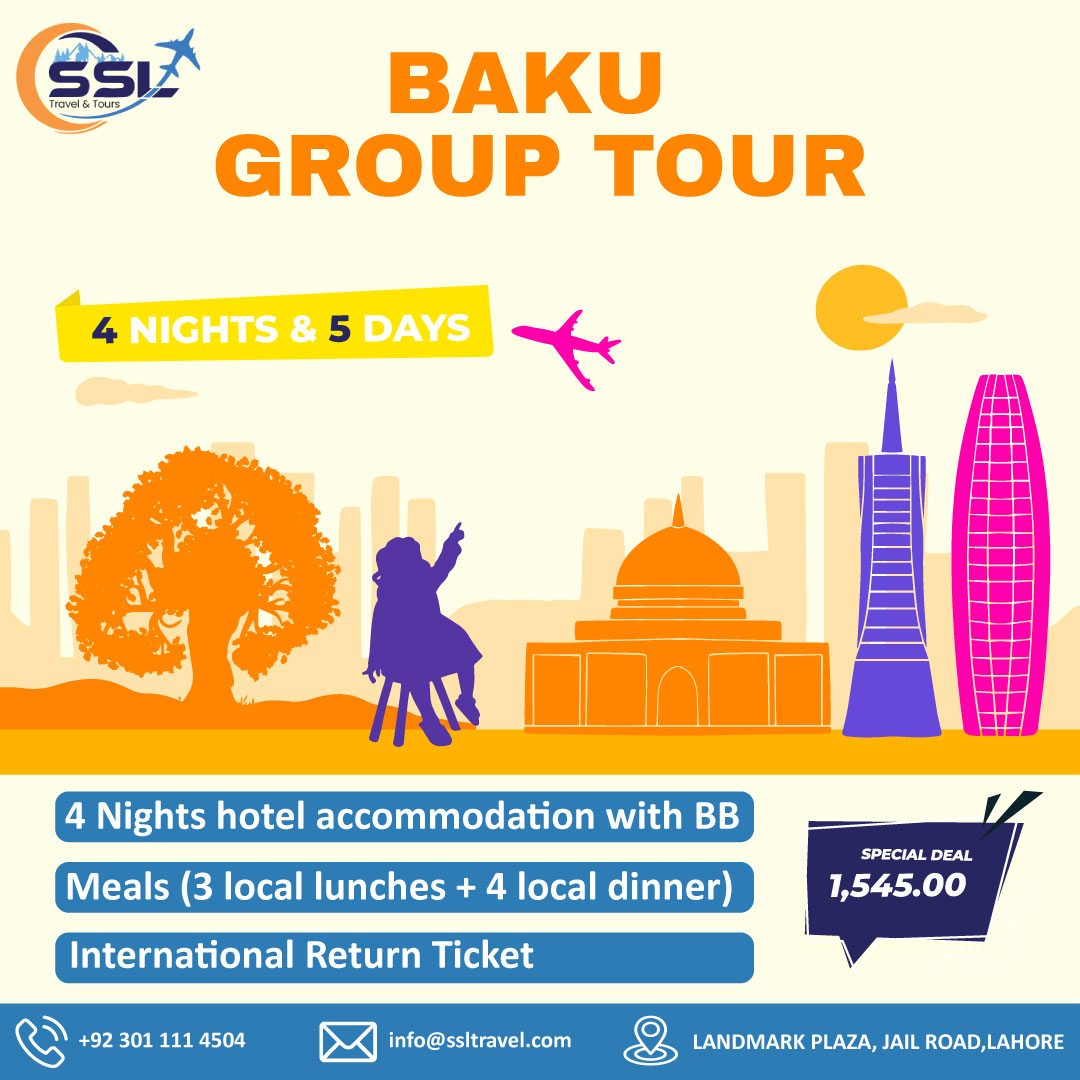 SSL
Travel & Tours
BAKU
GROUP TOUR
4 NIGHTS & 5 DAYS
4 Nights hotel accommodation with BB
Meals (3 local lunches + 4 local dinner)
International Return Ticket
SPECIAL DEAL
1,545.00
+92 301 111 4504
info@ssltravel.com
LANDMARK PLAZA, JAIL ROAD,LAHORE